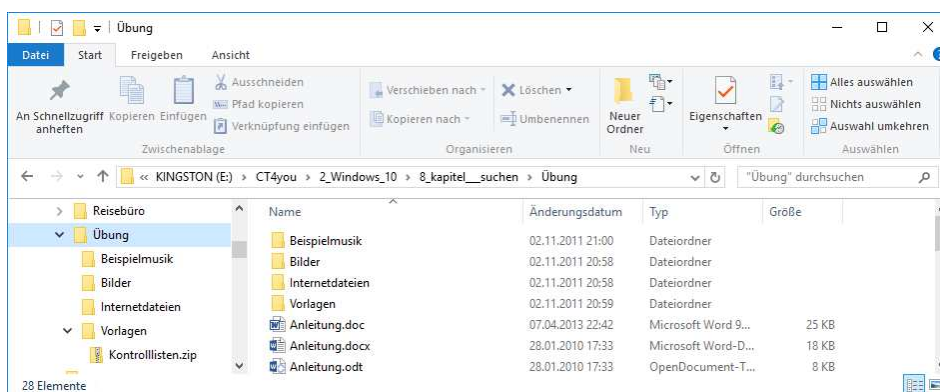 Übung
Datei Start Freigeben Ansicht
An Schnellzugriff anheften
Kopieren
Einfügen
Ausschneiden
Pfad kopieren
Verknüpfung einfügen
Zwischenablage
Verschieben nach
Kopieren nach
Löschen
Umbenennen
Organisieren
Neuer Ordner
Neu
Eigenschaften
Öffnen
Alles auswählen
Nichts auswählen
Auswahl umkehren
Auswählen
« KINGSTON (E:) > CT4you > 2_Windows_10 > 8_kapitel__suchen > Übung
"Übung" durchsuchen
Reisebüro
Übung
Beispielmusik
Bilder
Internetdateien
Vorlagen
Kontrolllisten.zip
Name Änderungsdatum Typ Größe
Beispielmusik 02.11.2011 21:00 Dateiordner
Bilder 02.11.2011 20:58 Dateiordner
Internetdateien 02.11.2011 20:58 Dateiordner
Vorlagen 02.11.2011 20:59 Dateiordner
Anleitung.doc 07.04.2013 22:42 Microsoft Word 9... 25 KB
Anleitung.docx 28.01.2010 17:33 Microsoft Word-D... 18 KB
Anleitung.odt 28.01.2010 17:33 OpenDocument-T... 8 KB
28 Elemente